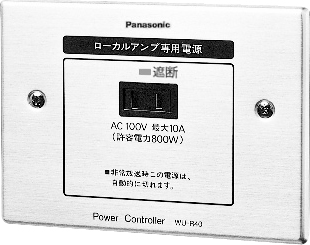 Panasonic
ローカルアンプ専用電源
■遮断
AC 100V 最大10A
(許容電力800W)
■非常放送時この電源は、
自動的に切れます。
Power Controller WU-R40